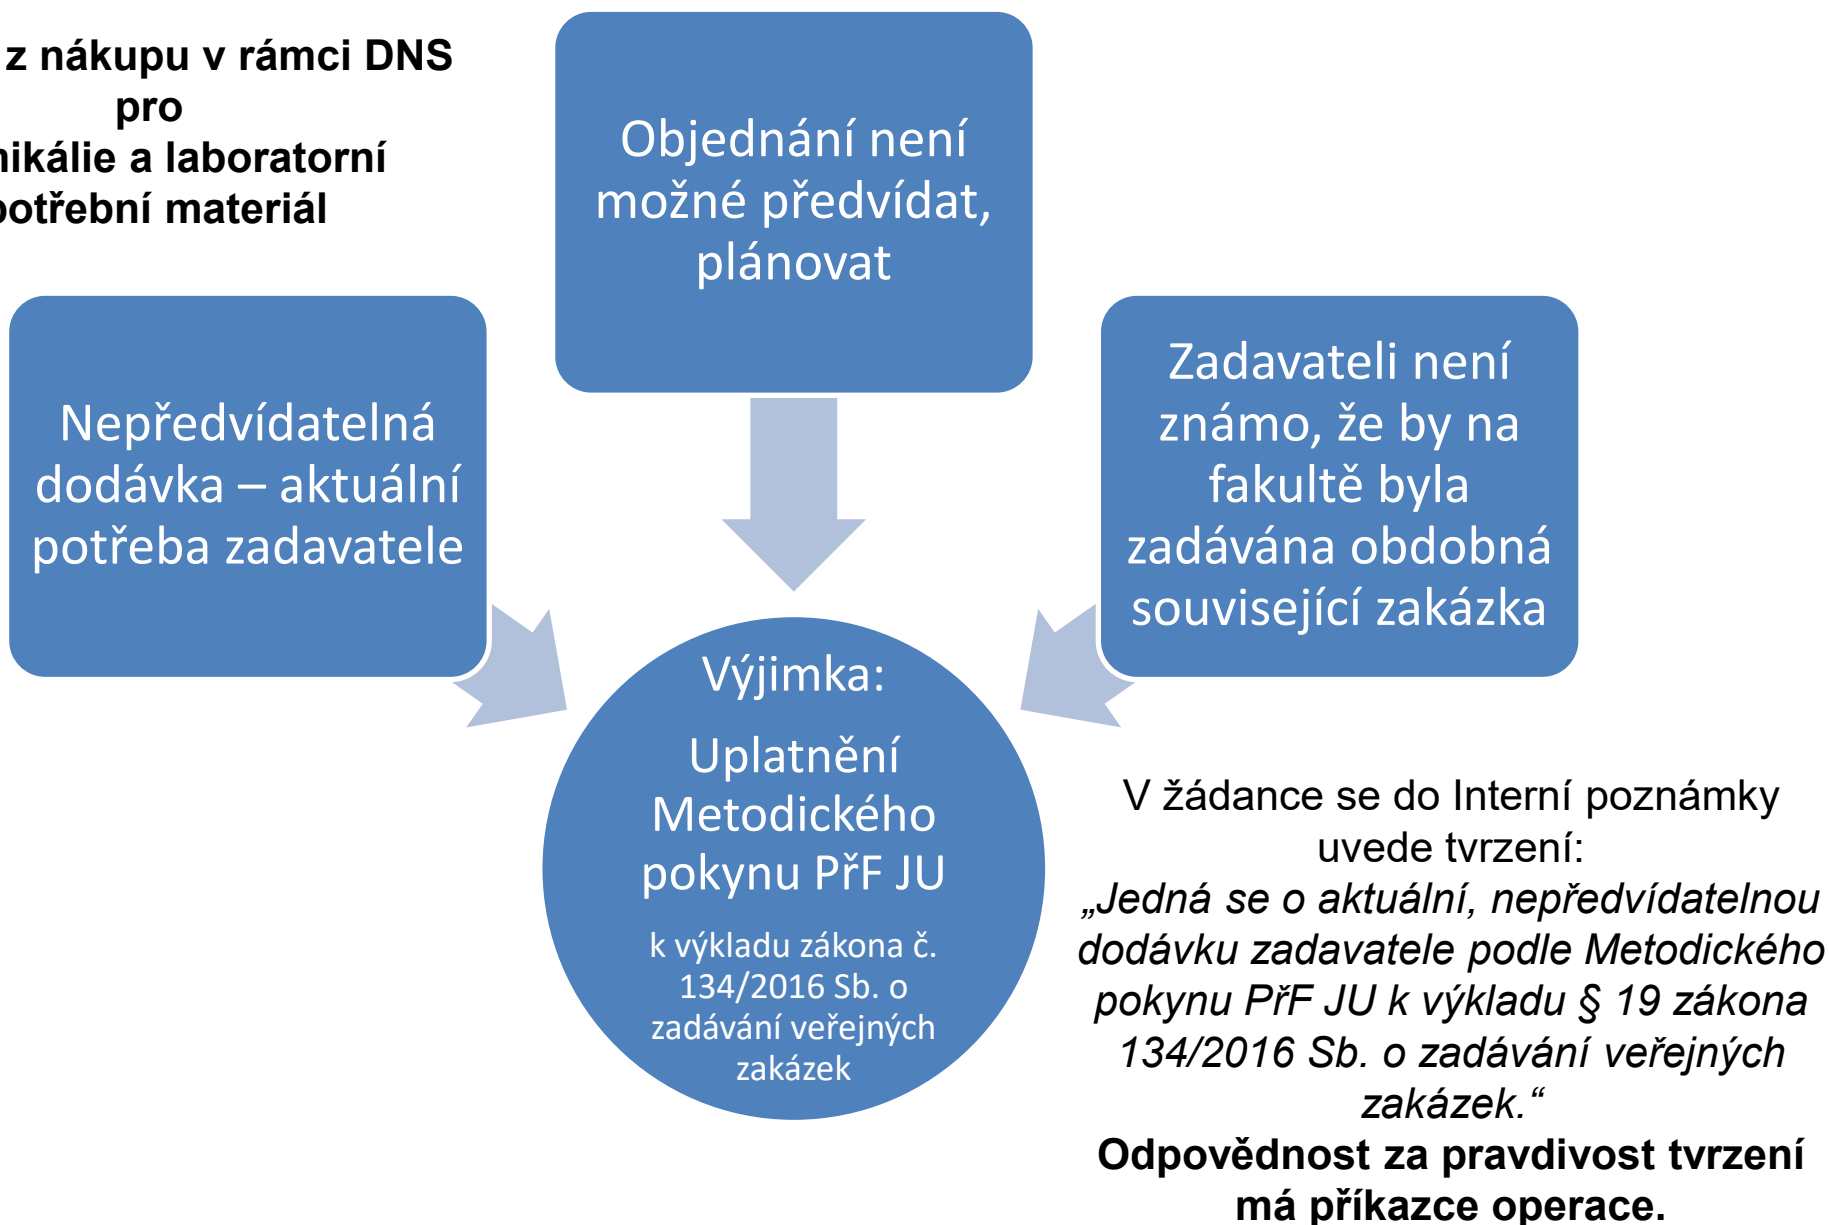 z nákupu v rámci DNS
pro
a laboratorní
materiál
Objednání není
možné předvídat,
plánovat
Nepředvídatelná
dodávka – aktuální
potřeba zadavatele
Zadavateli není
známo, že by na
fakultě byla
zadávána obdobná
související zakázka
Výjimka:
Uplatnění
Metodického
pokynu PřF JU
k výkladu zákona č.
134/2016 Sb. o
zadávání veřejných
zakázek
V žádance se do Interní poznámky
uvede tvrzení:
„Jedná se o aktuální, nepředvídatelnou
dodávku zadavatele podle Metodického
pokynu PřF JU k výkladu § 19 zákona
134/2016 Sb. o zadávání veřejných
zakázek.“
Odpovědnost za pravdivost tvrzení
má příkazce operace.